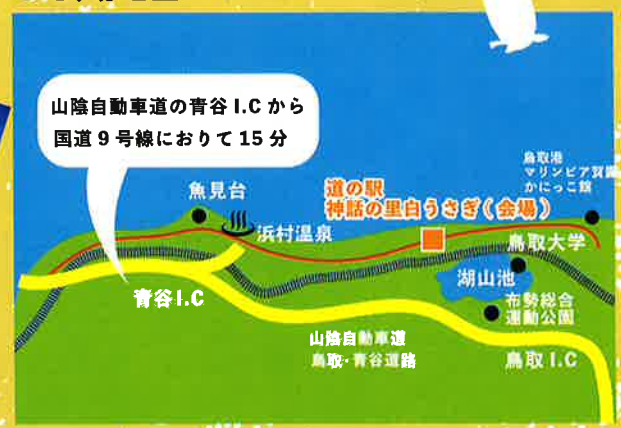 山陰自動車道の青谷I.Cから
国道9号線におりて15分
鳥取港
マリンピア賀露
かにっこ館
魚見台
道の駅
神話の里白うさぎ(会場)
浜村温泉
鳥取大学
湖山池
青谷I.C
布勢総合
運動公園
山陰自動車道
鳥取・青谷道路
鳥取I.C